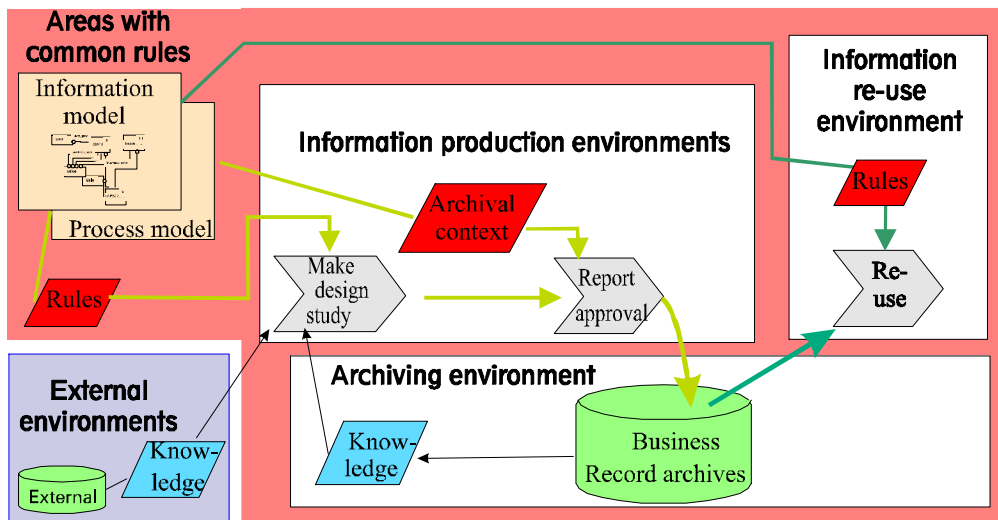 Areas with
common rules
Information
model
Process model
Rules
Information production environments
Archival
context
Make
design
study
Report
approval
Information
re-use
environment
Rules
Re-
use
External
environments
Know-
ledge
External
Archiving environment
Know-
ledge
Business
Record archives